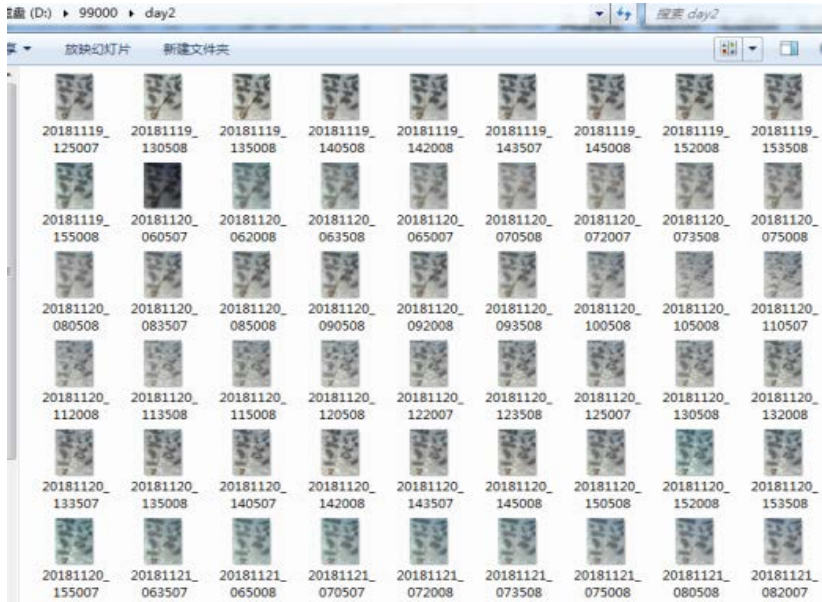 盘 (D:) ▸ 99000 ▸ day2 搜索 day2
享 放映幻灯片 新建文件夹
20181119_ 20181119_ 20181119_ 20181119_ 20181119_ 20181119_ 20181119_ 20181119_ 20181119_
125007 130508 135008 140508 142008 143507 145008 152008 153508
20181119_ 20181120_ 20181120_ 20181120_ 20181120_ 20181120_ 20181120_ 20181120_ 20181120_
155008 060507 062008 063508 065007 070508 072007 073508 075008
20181120_ 20181120_ 20181120_ 20181120_ 20181120_ 20181120_ 20181120_ 20181120_ 20181120_
080508 083507 085008 090508 092008 093508 100508 105008 110507
20181120_ 20181120_ 20181120_ 20181120_ 20181120_ 20181120_ 20181120_ 20181120_ 20181120_
112008 113508 115008 120508 122007 123508 125007 130508 132008
20181120_ 20181120_ 20181120_ 20181120_ 20181120_ 20181120_ 20181120_ 20181120_ 20181120_
133507 135008 140507 142008 143507 145008 150508 152008 153508
20181120_ 20181121_ 20181121_ 20181121_ 20181121_ 20181121_ 20181121_ 20181121_ 20181121_
155007 063507 065008 070507 072008 073508 075008 080508 082007